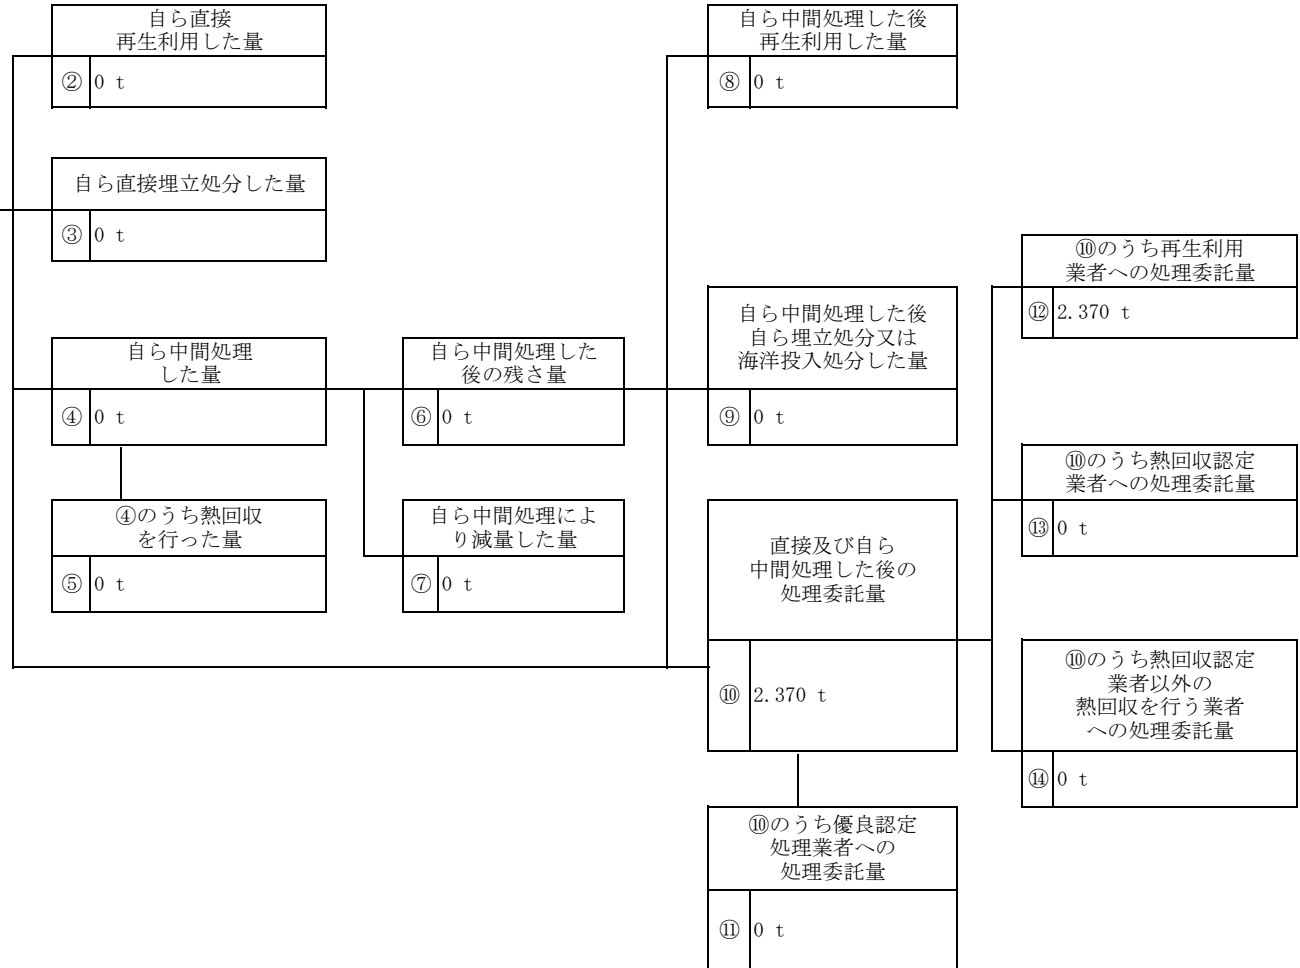 自ら直接
再生利用した量
② 0 t
自ら中間処理した後
再生利用した量
⑧ 0 t
自ら直接埋立処分した量
③ 0 t
⑩のうち再生利用
業者への処理委託量
⑫ 2.370 t
自ら中間処理した後
自ら埋立処分又は
海洋投入処分した量
⑨ 0 t
自ら中間処理
した量
④ 0 t
自ら中間処理した
後の残さ量
⑥ 0 t
⑩のうち熱回収認定
業者への処理委託量
⑬ 0 t
④のうち熱回収
を行った量
⑤ 0 t
自ら中間処理によ
り減量した量
⑦ 0 t
直接及び自ら
中間処理した後の
処理委託量
⑩ 2.370 t
⑩のうち熱回収認定
業者以外の
熱回収を行う業者
への処理委託量
⑭ 0 t
⑩のうち優良認定
処理業者への
処理委託量
⑪ 0 t